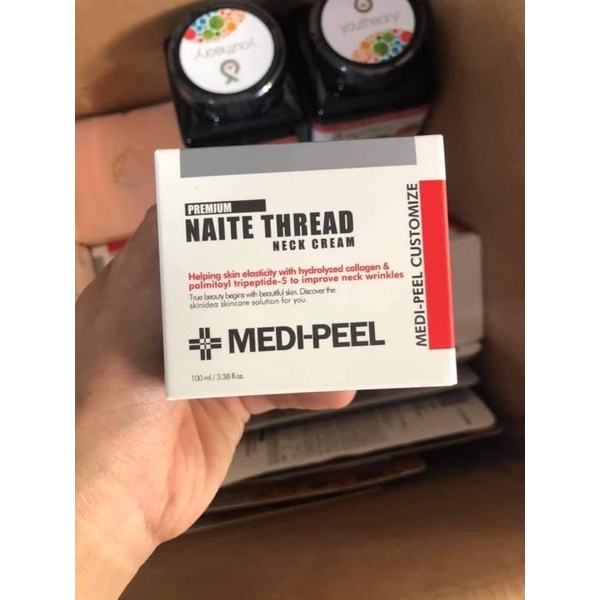 youtheory
youtheory
PREMIUM
NAITE THREAD
NECK CREAM
Helping skin elasticity with hydrolyzed collagen &
palmitoyl tripeptide-5 to improve neck wrinkles
True beauty begins with beautiful skin. Discover the
skinidea skincare solution for you.
MEDI-PEEL
100 ml / 3.38 fl.oz.
MEDI-PEEL CUSTOMIZE